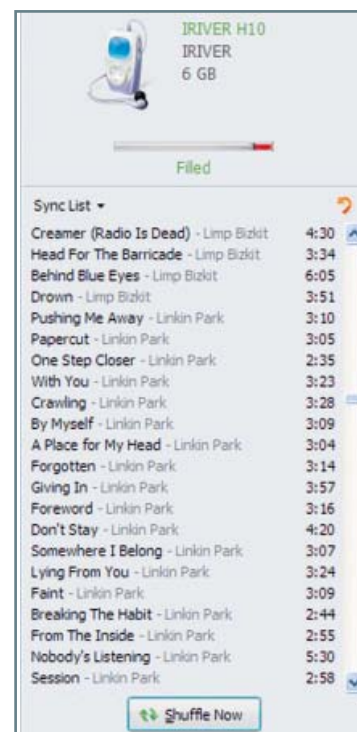 IRIVER H10
IRIVER
6 GB
Filled
Sync List
Creamer (Radio Is Dead) - Limp Bizkit 4:30
Head For The Barricade - Limp Bizkit 3:34
Behind Blue Eyes - Limp Bizkit 6:05
Drown - Limp Bizkit 3:51
Pushing Me Away - Linkin Park 3:10
Papercut - Linkin Park 3:05
One Step Closer - Linkin Park 2:35
With You - Linkin Park 3:23
Crawling - Linkin Park 3:28
By Myself - Linkin Park 3:09
A Place for My Head - Linkin Park 3:04
Forgotten - Linkin Park 3:14
Giving In - Linkin Park 3:57
Foreword - Linkin Park 3:16
Don't Stay - Linkin Park 4:20
Somewhere I Belong - Linkin Park 3:07
Lying From You - Linkin Park 3:24
Faint - Linkin Park 3:09
Breaking The Habit - Linkin Park 2:44
From The Inside - Linkin Park 2:55
Nobody's Listening - Linkin Park 5:30
Session - Linkin Park 2:58
Shuffle Now